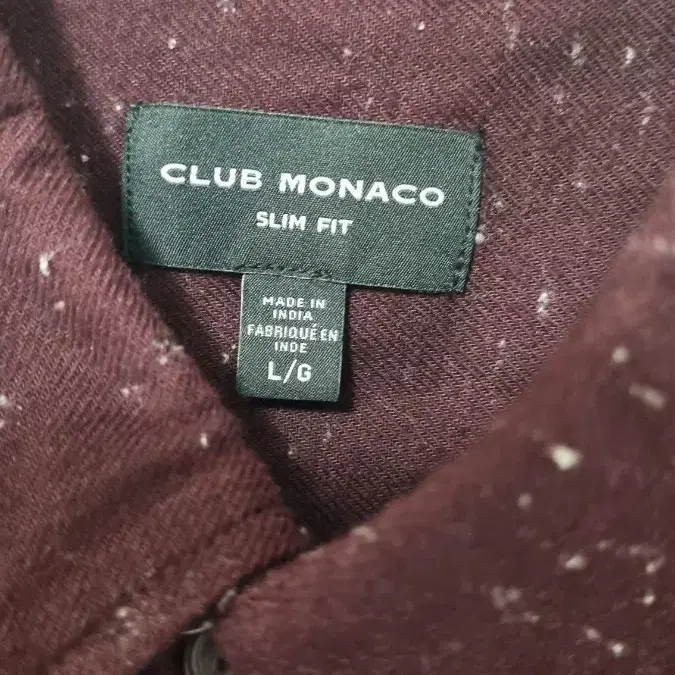 CLUB MONACO
SLIM FIT
MADE IN
INDIA
FABRIQUÉ EN
INDE
L/G